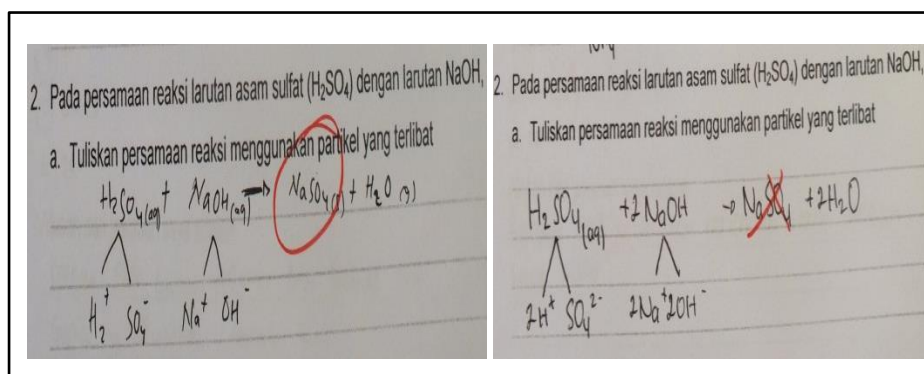 2. Pada persamaan reaksi larutan asam sulfat (H₂SO₄) dengan larutan NaOH,
a. Tuliskan persamaan reaksi menggunakan partikel yang terlibat
H₂SO₄(aq) + NaOH(aq) → NaSO₄ + H₂O
H₂⁺ SO₄⁻ Na⁺ OH⁻
2. Pada persamaan reaksi larutan asam sulfat (H₂SO₄) dengan larutan NaOH,
a. Tuliskan persamaan reaksi menggunakan partikel yang terlibat
H₂SO₄(aq) + 2NaOH → NaSO₄ + 2H₂O
2H⁺ SO₄²⁻ 2Na⁺ 2OH⁻